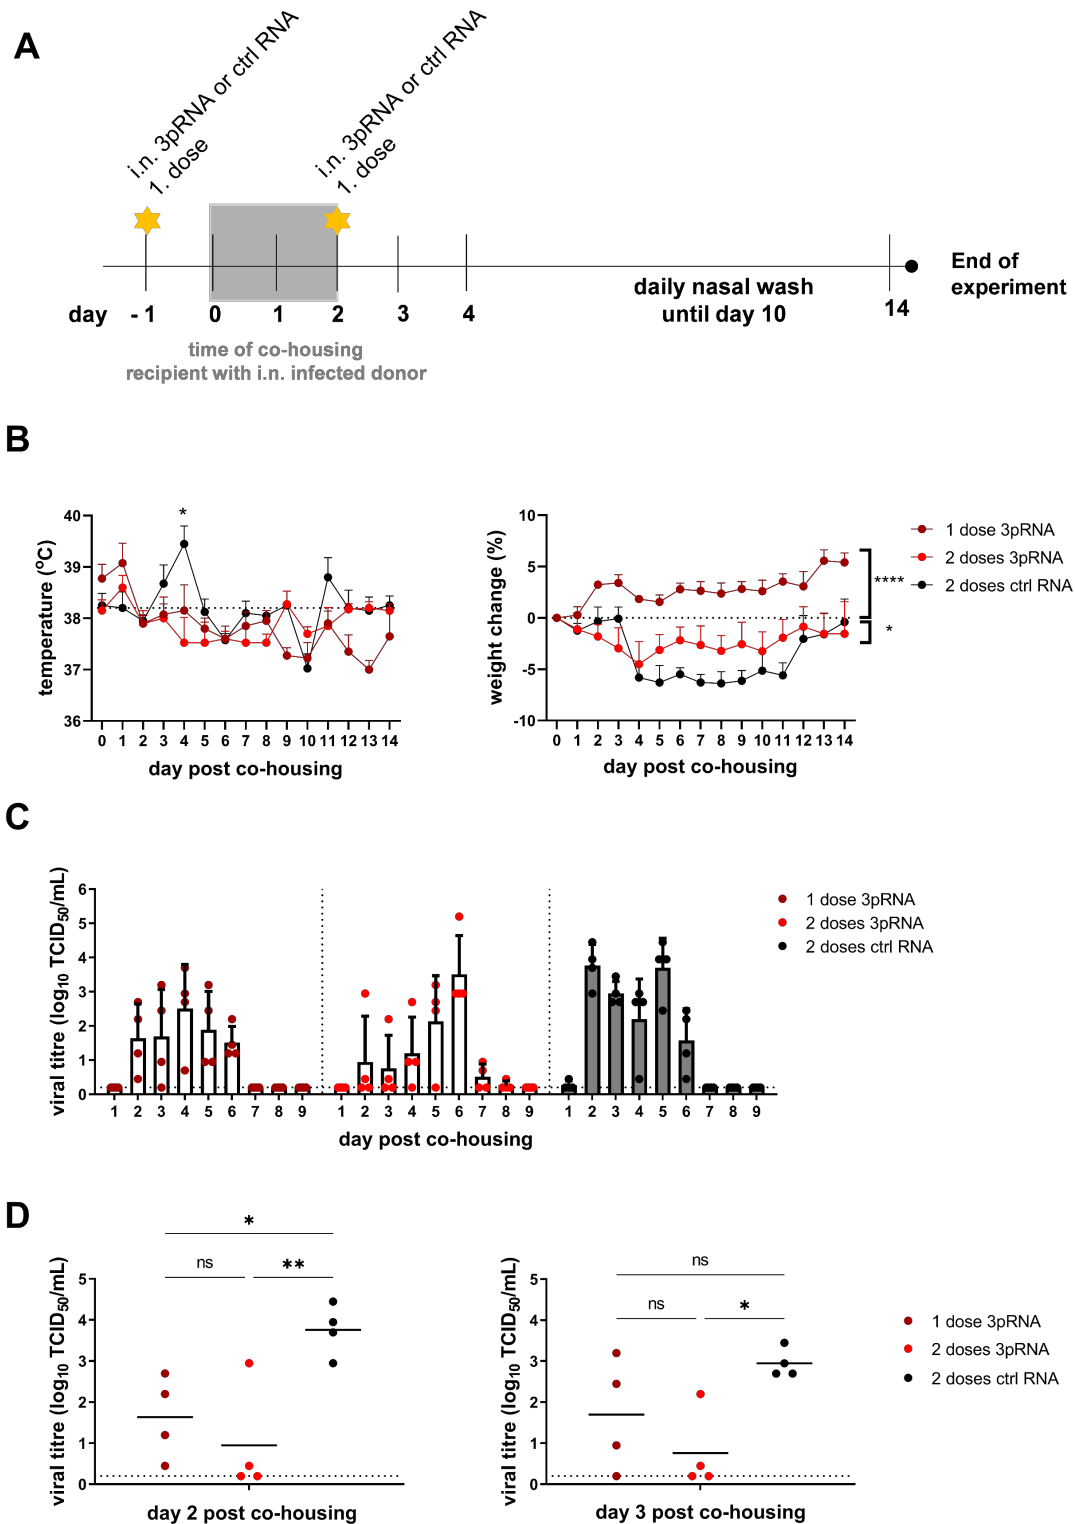 A
i.n. 3pRNA or ctrl RNA
1. dose
i.n. 3pRNA or ctrl RNA
1. dose
day
- 1
0
1
2
3
4
14
daily nasal wash
until day 10
End of
experiment
time of co-housing
recipient with i.n. infected donor
B
temperature (°C)
40
39
38
37
36
*
0 1 2 3 4 5 6 7 8 9 10 11 12 13 14
day post co-housing
weight change (%)
10
5
0
-5
-10
0 1 2 3 4 5 6 7 8 9 10 11 12 13 14
day post co-housing
1 dose 3pRNA
2 doses 3pRNA
2 doses ctrl RNA
****
*
C
viral titre (log10 TCID50/mL)
6
5
4
3
2
1
0
1 2 3 4 5 6 7 8 9 1 2 3 4 5 6 7 8 9 1 2 3 4 5 6 7 8 9
day post co-housing
1 dose 3pRNA
2 doses 3pRNA
2 doses ctrl RNA
D
viral titre (log10 TCID50/mL)
5
4
3
2
1
0
*
ns
**
day 2 post co-housing
viral titre (log10 TCID50/mL)
5
4
3
2
1
0
ns
ns
*
day 3 post co-housing
1 dose 3pRNA
2 doses 3pRNA
2 doses ctrl RNA